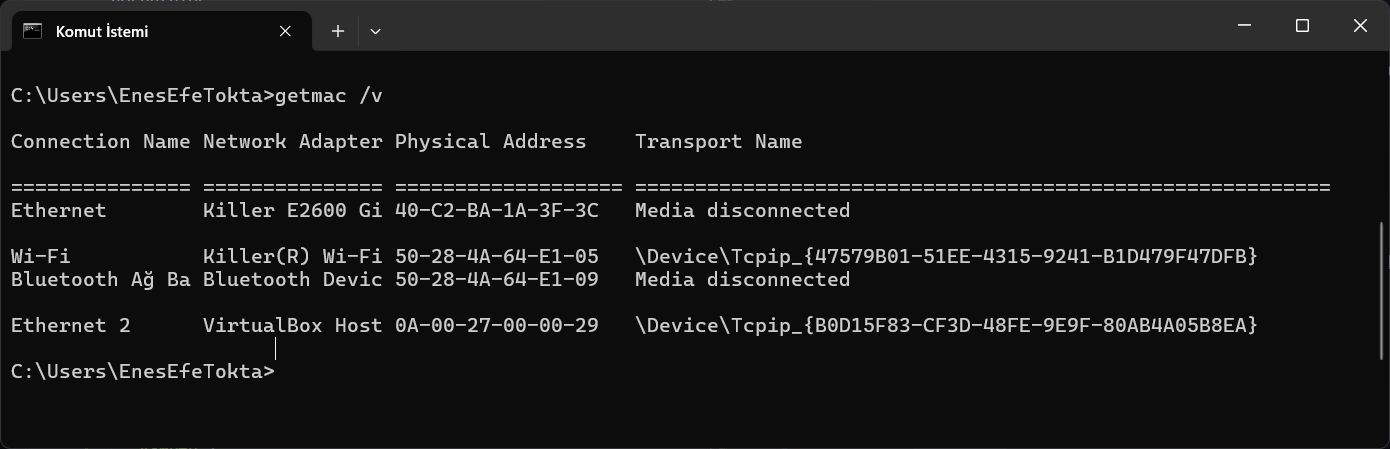 Komut İstemi
C:\Users\EnesEfeTokta>getmac /v
Connection Name Network Adapter Physical Address    Transport Name
=============== =============== =================== ==========================================================
Ethernet        Killer E2600 Gi 40-C2-BA-1A-3F-3C   Media disconnected
Wi-Fi           Killer(R) Wi-Fi 50-28-4A-64-E1-05   \Device\Tcpip_{47579B01-51EE-4315-9241-B1D479F47DFB}
Bluetooth Ağ Ba Bluetooth Devic 50-28-4A-64-E1-09   Media disconnected
Ethernet 2      VirtualBox Host 0A-00-27-00-00-29   \Device\Tcpip_{B0D15F83-CF3D-48FE-9E9F-80AB4A05B8EA}
C:\Users\EnesEfeTokta>